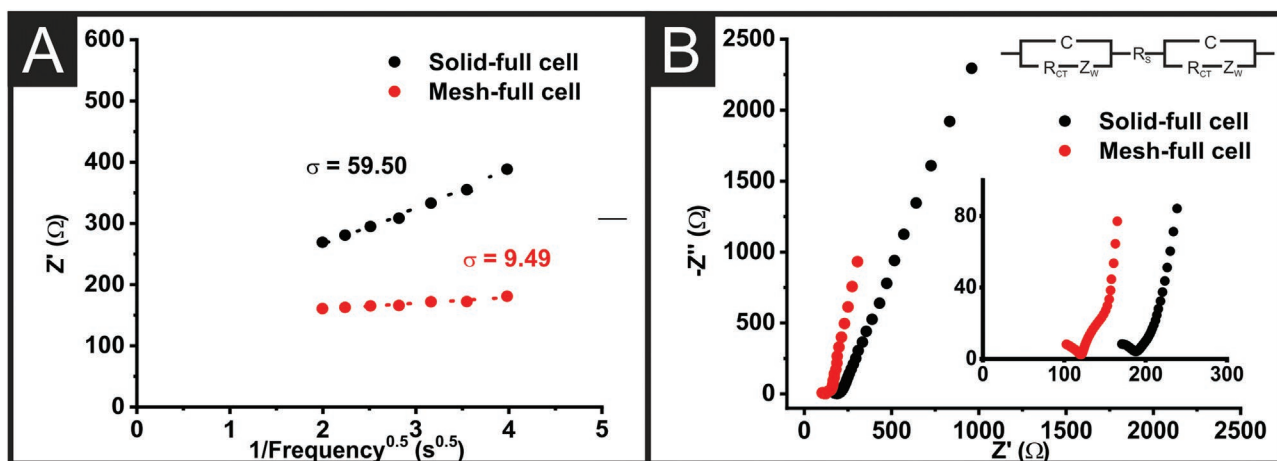 A
600
500
400
300
200
100
0
Z' (Ω)
Solid-full cell
Mesh-full cell
σ = 59.50
σ = 9.49
0 1 2 3 4 5
1/Frequency^0.5 (s^0.5)
B
2500
2000
1500
1000
500
0
-Z'' (Ω)
C C
R_S
R_CT Z_W R_CT Z_W
Solid-full cell
Mesh-full cell
80
40
0
0 100 200 300
0 500 1000 1500 2000 2500
Z' (Ω)